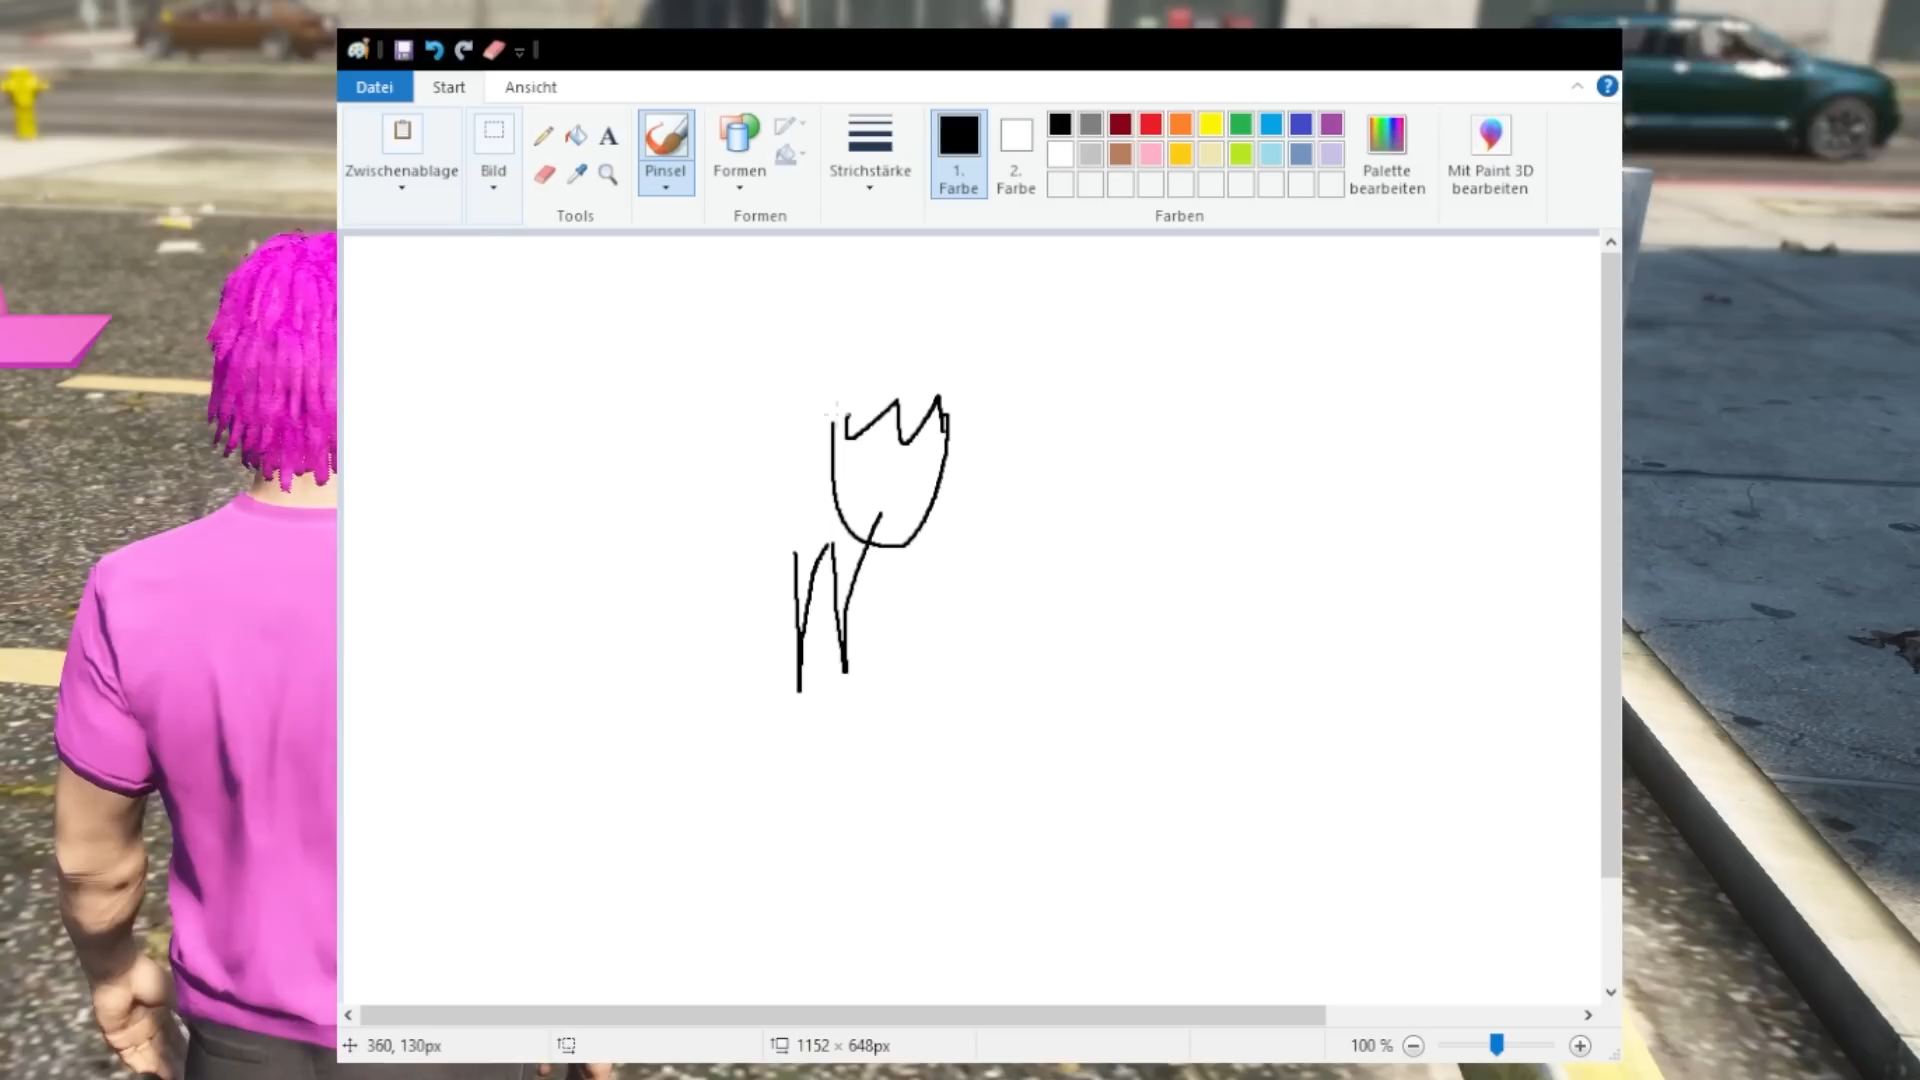 Datei Start Ansicht
Zwischenablage Bild Pinsel Formen Strichstärke 1. Farbe 2. Farbe Palette bearbeiten Mit Paint 3D bearbeiten
Tools Formen Farben
360, 130px 1152 × 648px 100 %